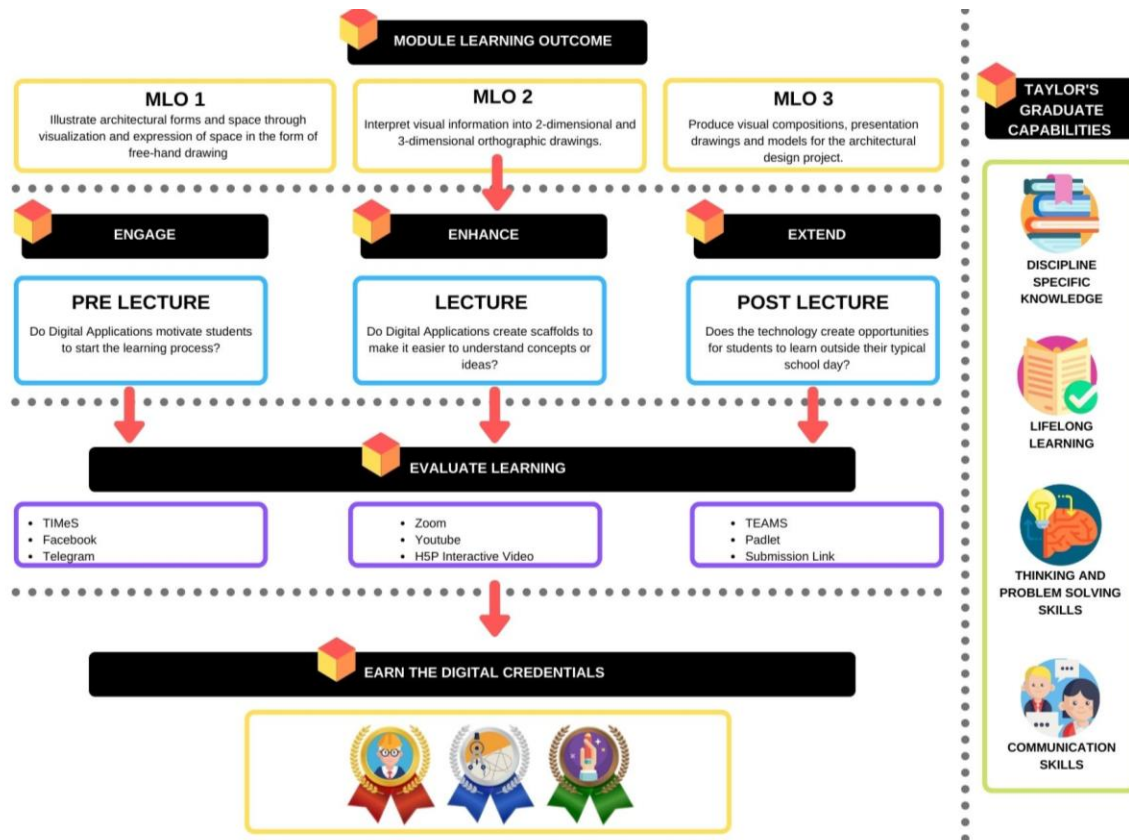 MODULE LEARNING OUTCOME
MLO 1
Illustrate architectural forms and space through
visualization and expression of space in the form of
free-hand drawing
MLO 2
Interpret visual information into 2-dimensional and
3-dimensional orthographic drawings.
MLO 3
Produce visual compositions, presentation
drawings and models for the architectural
design project.
ENGAGE
ENHANCE
EXTEND
PRE LECTURE
Do Digital Applications motivate students
to start the learning process?
LECTURE
Do Digital Applications create scaffolds to
make it easier to understand concepts or
ideas?
POST LECTURE
Does the technology create opportunities
for students to learn outside their typical
school day?
EVALUATE LEARNING
• TIMeS
• Facebook
• Telegram
• Zoom
• Youtube
• H5P Interactive Video
• TEAMS
• Padlet
• Submission Link
EARN THE DIGITAL CREDENTIALS
TAYLOR'S
GRADUATE
CAPABILITIES
DISCIPLINE
SPECIFIC
KNOWLEDGE
LIFELONG
LEARNING
THINKING AND
PROBLEM SOLVING
SKILLS
COMMUNICATION
SKILLS